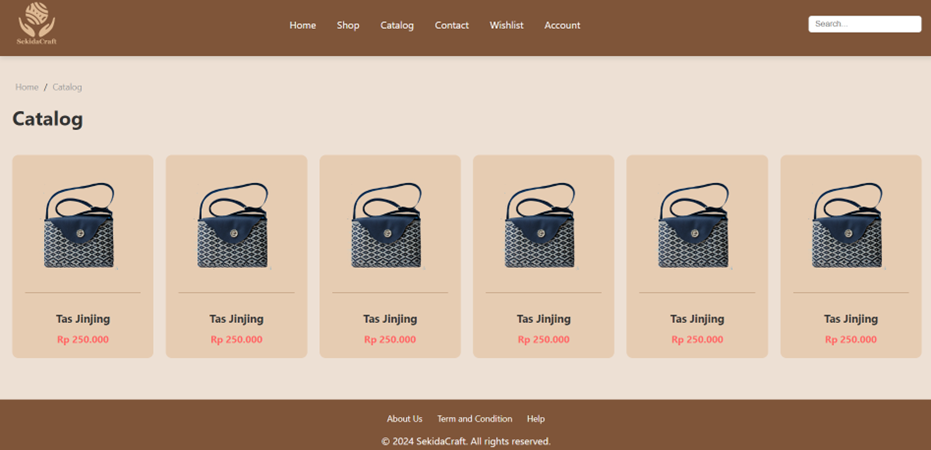 SekidaCraft
Home Shop Catalog Contact Wishlist Account
Search...
Home / Catalog
Catalog
Tas Jinjing
Rp 250.000
Tas Jinjing
Rp 250.000
Tas Jinjing
Rp 250.000
Tas Jinjing
Rp 250.000
Tas Jinjing
Rp 250.000
Tas Jinjing
Rp 250.000
About Us Term and Condition Help
© 2024 SekidaCraft. All rights reserved.